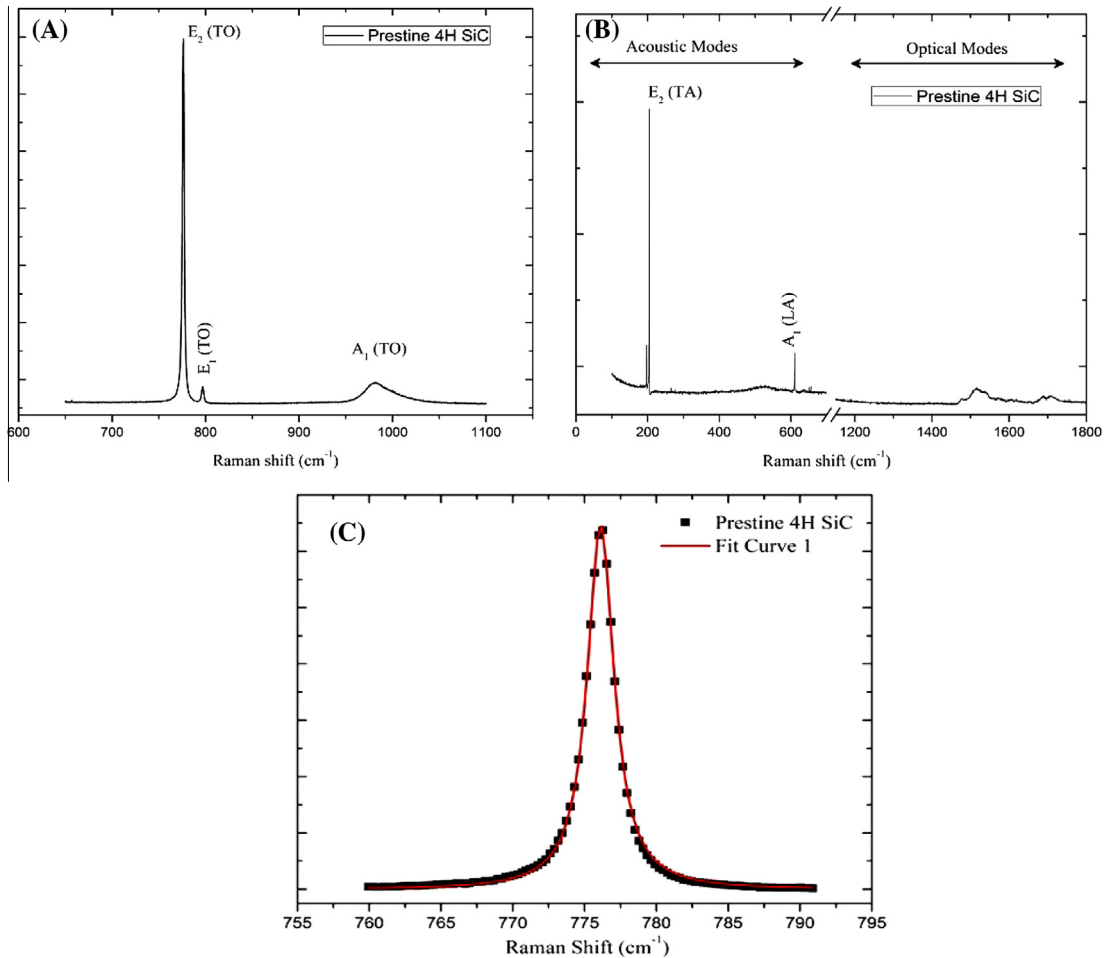 (A)
E2 (TO)
Prestine 4H SiC
E1 (TO)
A1 (TO)
600 700 800 900 1000 1100
Raman shift (cm-1)
(B)
Acoustic Modes
Optical Modes
E2 (TA)
Prestine 4H SiC
A1 (LA)
0 200 400 600 1200 1400 1600 1800
Raman shift (cm-1)
(C)
Prestine 4H SiC
Fit Curve 1
755 760 765 770 775 780 785 790 795
Raman Shift (cm-1)